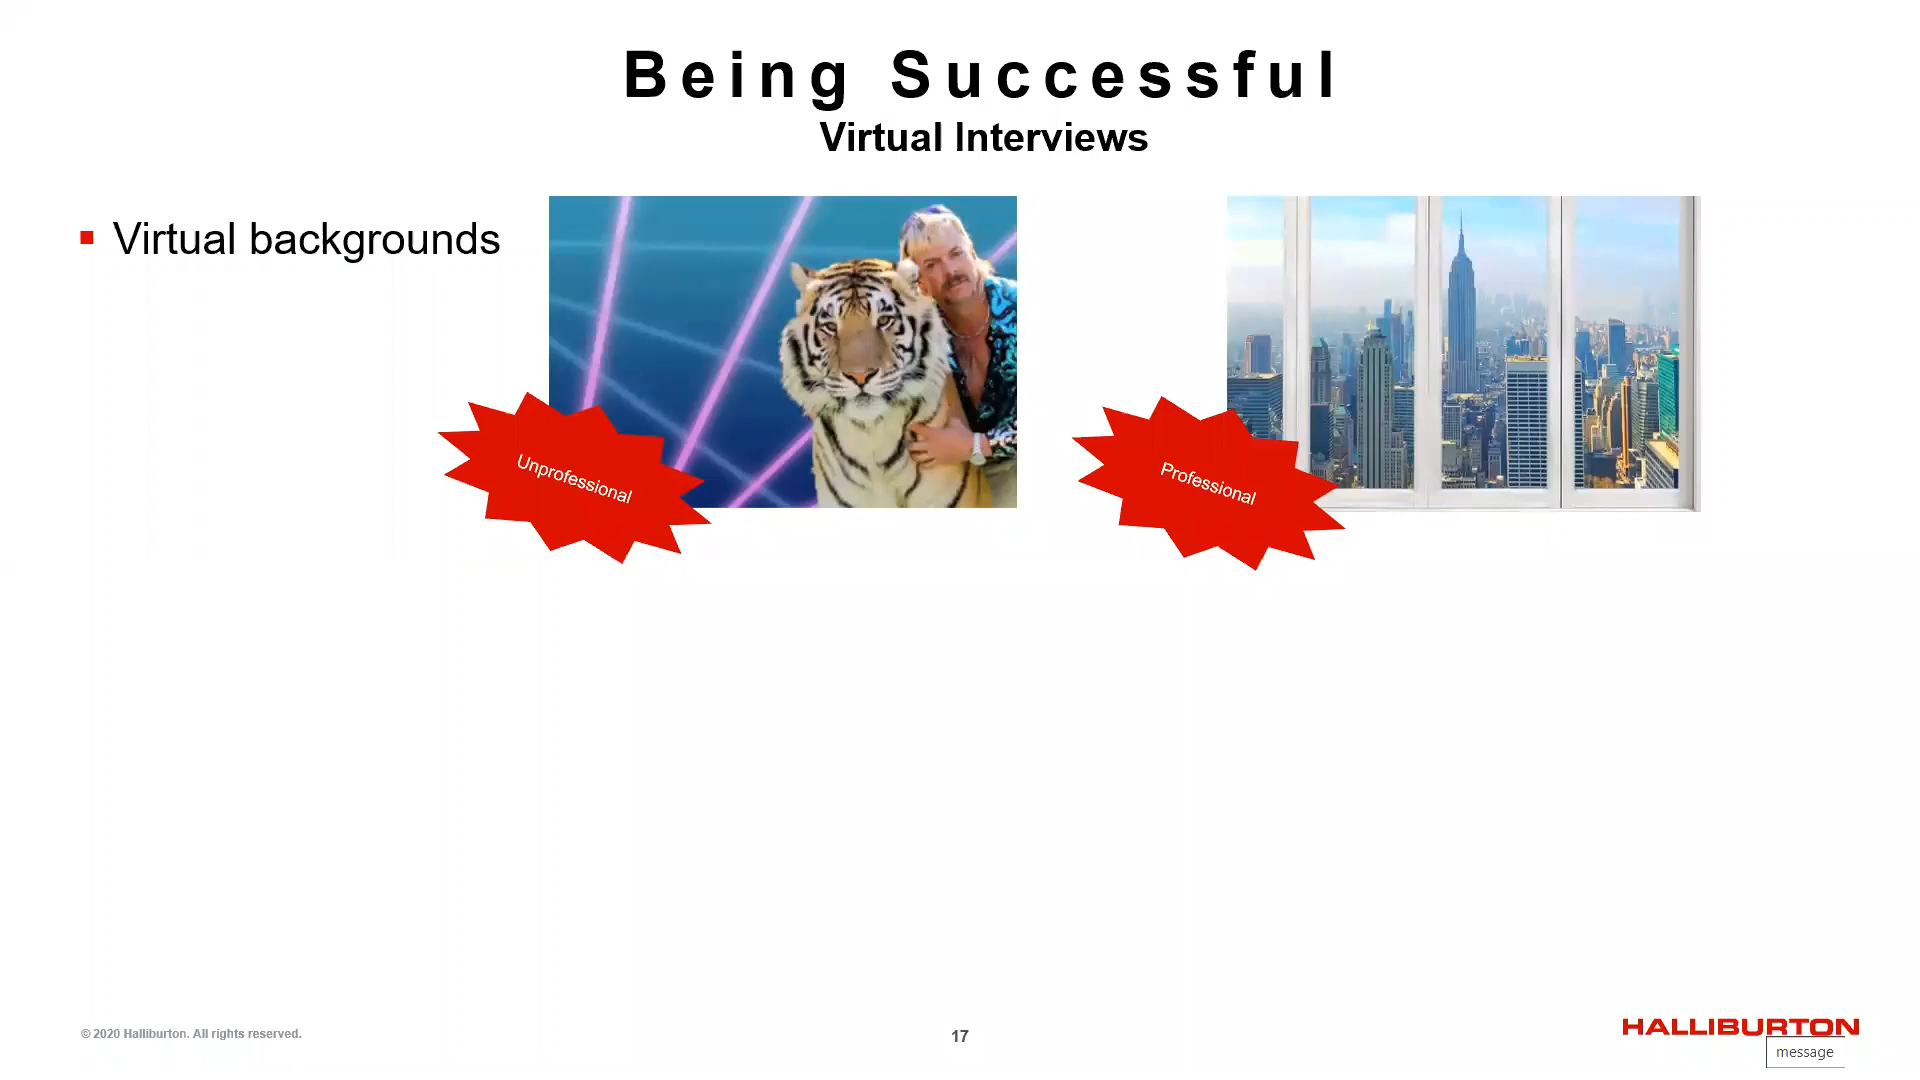 Being Successful
Virtual Interviews
Virtual backgrounds
Unprofessional
Professional
© 2020 Halliburton. All rights reserved.
17
HALLIBURTON
message